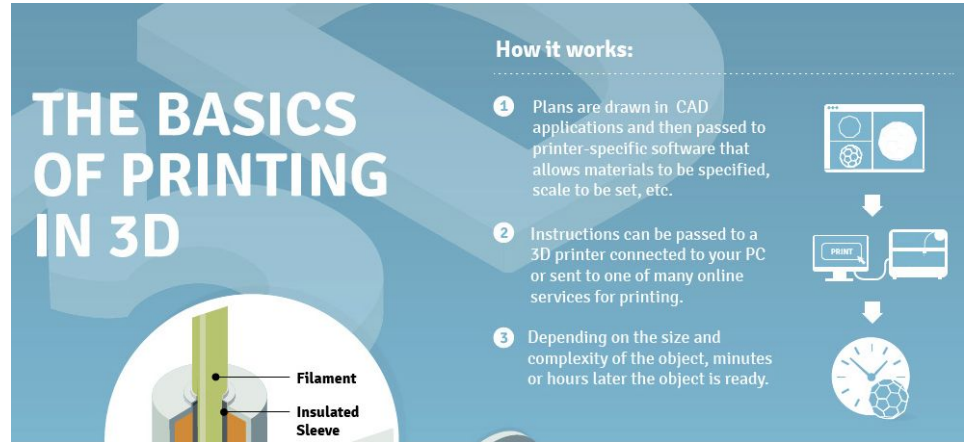 THE BASICS
OF PRINTING
IN 3D
How it works:
1 Plans are drawn in CAD
applications and then passed to
printer-specific software that
allows materials to be specified,
scale to be set, etc.
2 Instructions can be passed to a
3D printer connected to your PC
or sent to one of many online
services for printing.
3 Depending on the size and
complexity of the object, minutes
or hours later the object is ready.
PRINT
Filament
Insulated
Sleeve